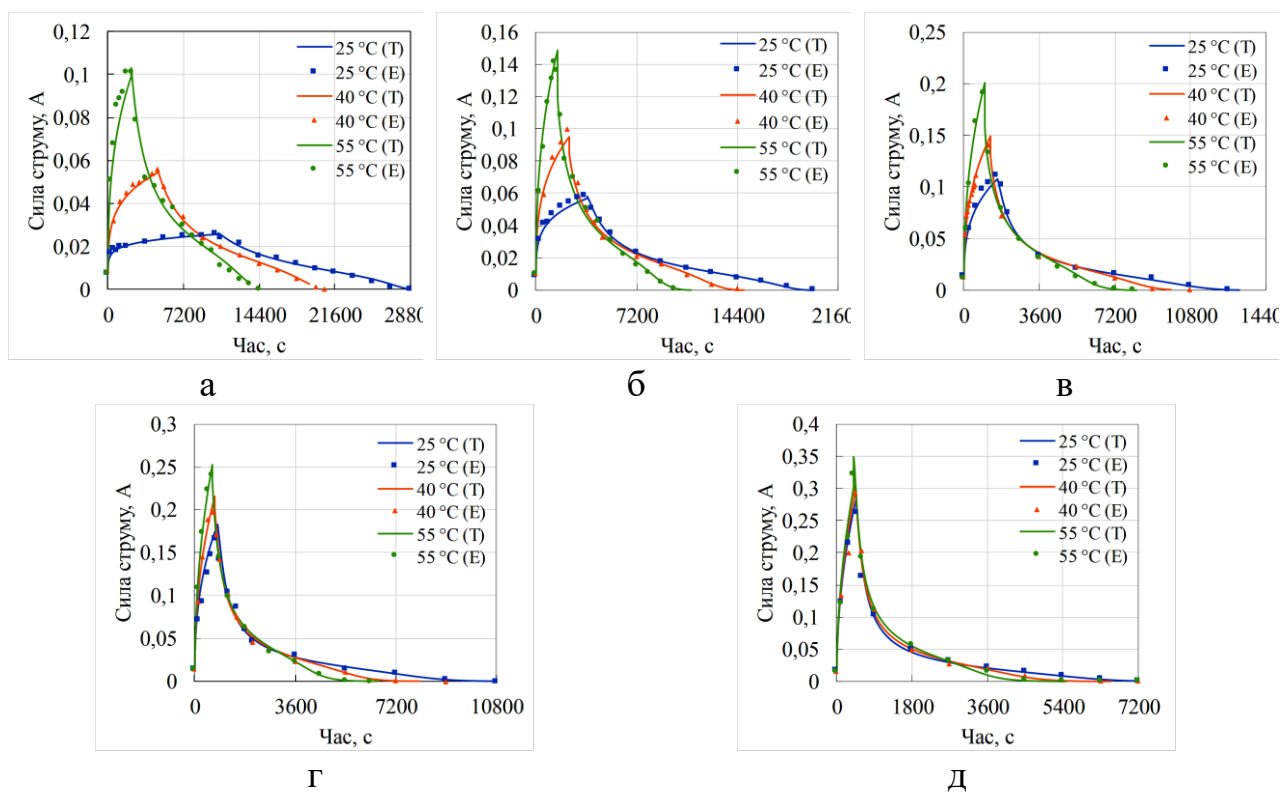 0,12
0,1
0,08
0,06
0,04
0,02
0
Сила струму, А
25 °C (T)
25 °C (E)
40 °C (T)
40 °C (E)
55 °C (T)
55 °C (E)
0 7200 14400 21600 2880
Час, с
а
0,16
0,14
0,12
0,1
0,08
0,06
0,04
0,02
0
Сила струму, А
25 °C (T)
25 °C (E)
40 °C (T)
40 °C (E)
55 °C (T)
55 °C (E)
0 7200 14400 2160
Час, с
б
0,25
0,2
0,15
0,1
0,05
0
Сила струму, А
25 °C (T)
25 °C (E)
40 °C (T)
40 °C (E)
55 °C (T)
55 °C (E)
0 3600 7200 10800 1440
Час, с
в
0,3
0,25
0,2
0,15
0,1
0,05
0
Сила струму, А
25 °C (T)
25 °C (E)
40 °C (T)
40 °C (E)
55 °C (T)
55 °C (E)
0 3600 7200 10800
Час, с
г
0,4
0,35
0,3
0,25
0,2
0,15
0,1
0,05
0
Сила струму, А
25 °C (T)
25 °C (E)
40 °C (T)
40 °C (E)
55 °C (T)
55 °C (E)
0 1800 3600 5400 7200
Час, с
д